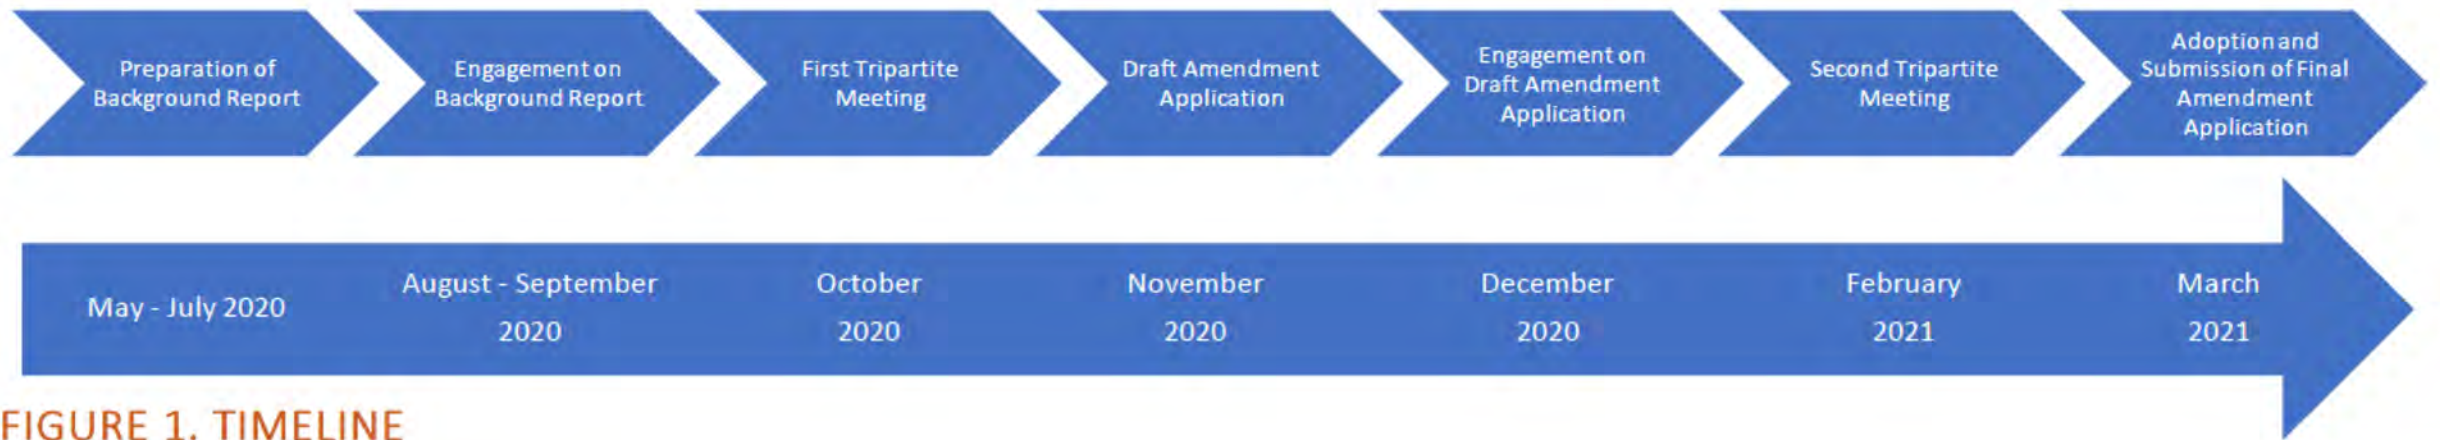 Preparation of
Background Report
Engagement on
Background Report
First Tripartite
Meeting
Draft Amendment
Application
Engagement on
Draft Amendment
Application
Second Tripartite
Meeting
Adoption and
Submission of Final
Amendment
Application
May - July 2020
August - September
2020
October
2020
November
2020
December
2020
February
2021
March
2021
FIGURE 1. TIMELINE